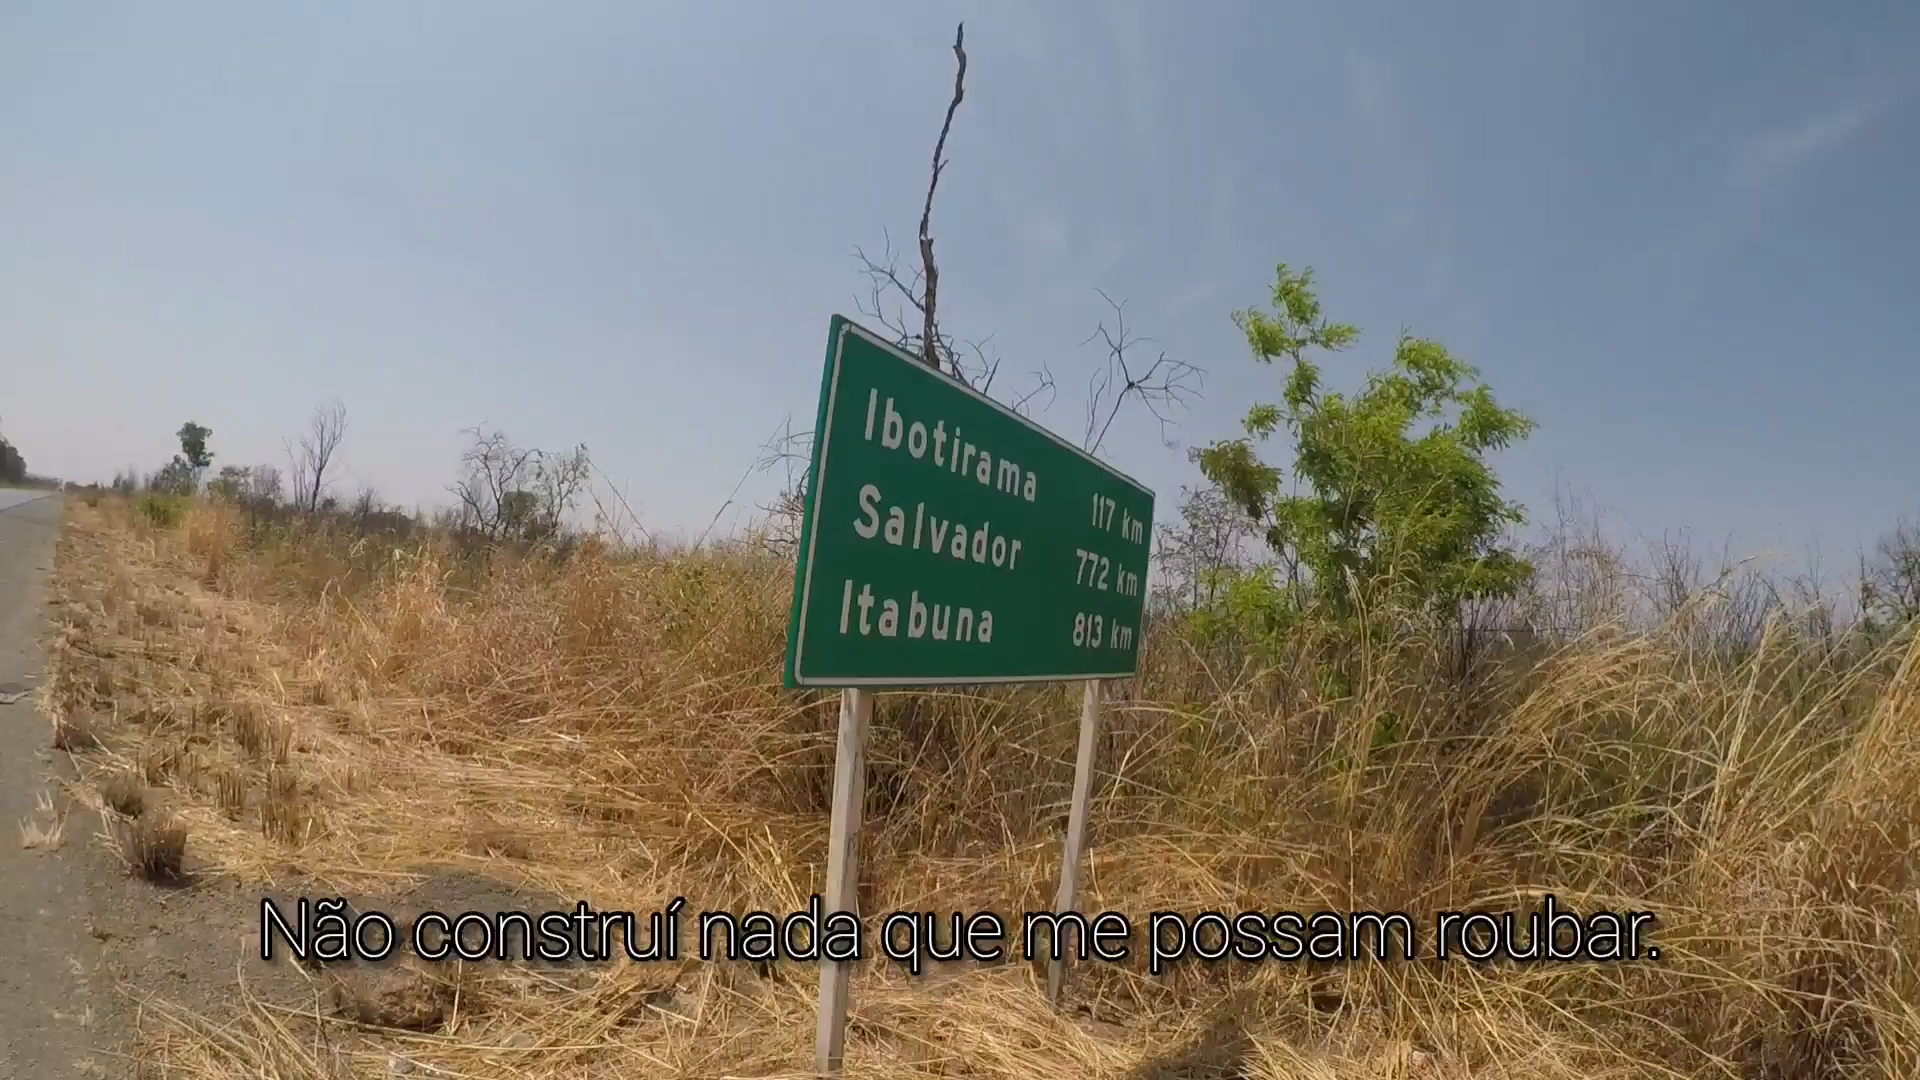 Ibotirama 117 km
Salvador 772 km
Itabuna 813 km
Não construí nada que me possam roubar.